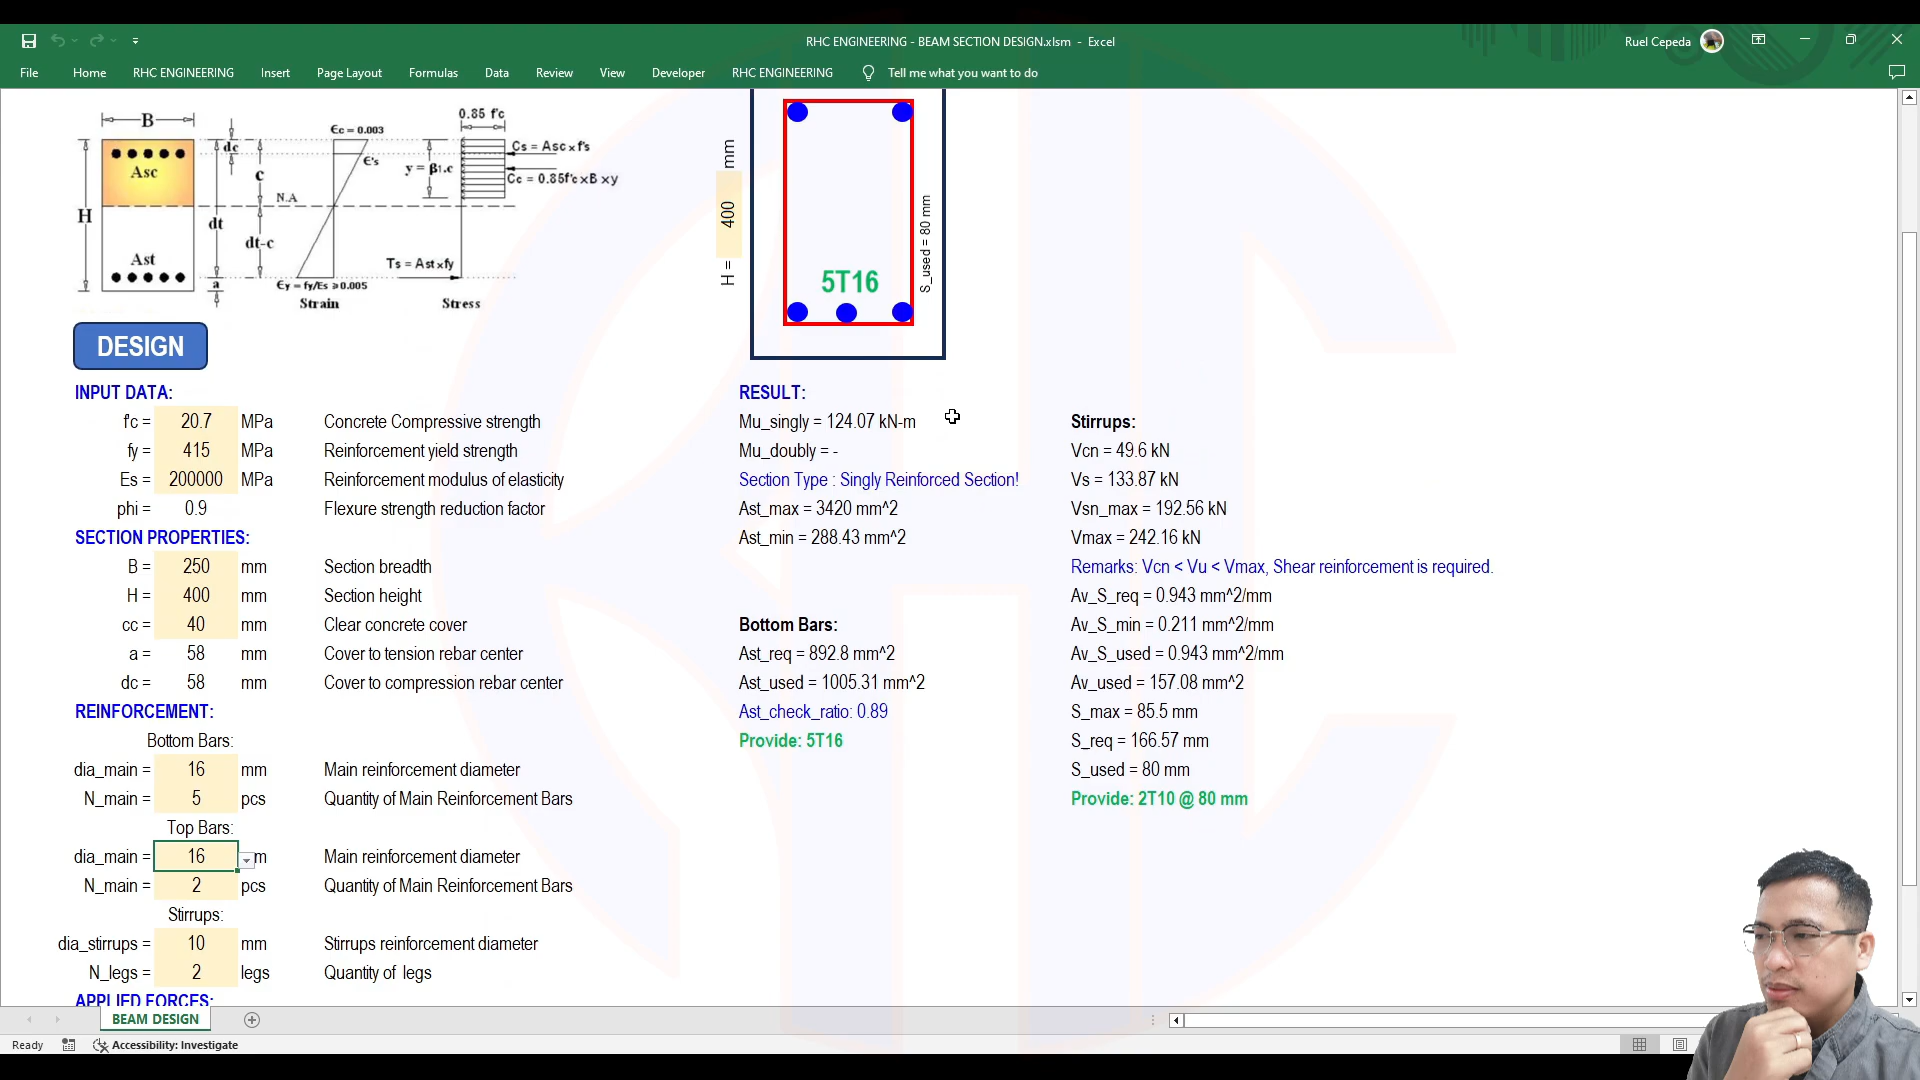 RHC ENGINEERING - BEAM SECTION DESIGN.xlsm - Excel
Ruel Cepeda
File Home RHC ENGINEERING Insert Page Layout Formulas Data Review View Developer RHC ENGINEERING Tell me what you want to do
B
H
Asc
Ast
dc
c
dt
dt-c
a
Єc = 0.003
Є's
N.A
Єy = fy/Es ≥ 0.005
Strain
0.85 f'c
y = β1.c
Cs = Asc x f's
Cc = 0.85f'c x B x y
Ts = Ast x fy
Stress
H = 400 mm
5T16
S_used = 80 mm
DESIGN
INPUT DATA:
f'c = 20.7 MPa Concrete Compressive strength
fy = 415 MPa Reinforcement yield strength
Es = 200000 MPa Reinforcement modulus of elasticity
phi = 0.9 Flexure strength reduction factor
SECTION PROPERTIES:
B = 250 mm Section breadth
H = 400 mm Section height
cc = 40 mm Clear concrete cover
a = 58 mm Cover to tension rebar center
dc = 58 mm Cover to compression rebar center
REINFORCEMENT:
Bottom Bars:
dia_main = 16 mm Main reinforcement diameter
N_main = 5 pcs Quantity of Main Reinforcement Bars
Top Bars:
dia_main = 16 m Main reinforcement diameter
N_main = 2 pcs Quantity of Main Reinforcement Bars
Stirrups:
dia_stirrups = 10 mm Stirrups reinforcement diameter
N_legs = 2 legs Quantity of legs
APPLIED FORCES:
RESULT:
Mu_singly = 124.07 kN-m
Mu_doubly = -
Section Type : Singly Reinforced Section!
Ast_max = 3420 mm^2
Ast_min = 288.43 mm^2
Bottom Bars:
Ast_req = 892.8 mm^2
Ast_used = 1005.31 mm^2
Ast_check_ratio: 0.89
Provide: 5T16
Stirrups:
Vcn = 49.6 kN
Vs = 133.87 kN
Vsn_max = 192.56 kN
Vmax = 242.16 kN
Remarks: Vcn < Vu < Vmax, Shear reinforcement is required.
Av_S_req = 0.943 mm^2/mm
Av_S_min = 0.211 mm^2/mm
Av_S_used = 0.943 mm^2/mm
Av_used = 157.08 mm^2
S_max = 85.5 mm
S_req = 166.57 mm
S_used = 80 mm
Provide: 2T10 @ 80 mm
BEAM DESIGN
Ready Accessibility: Investigate